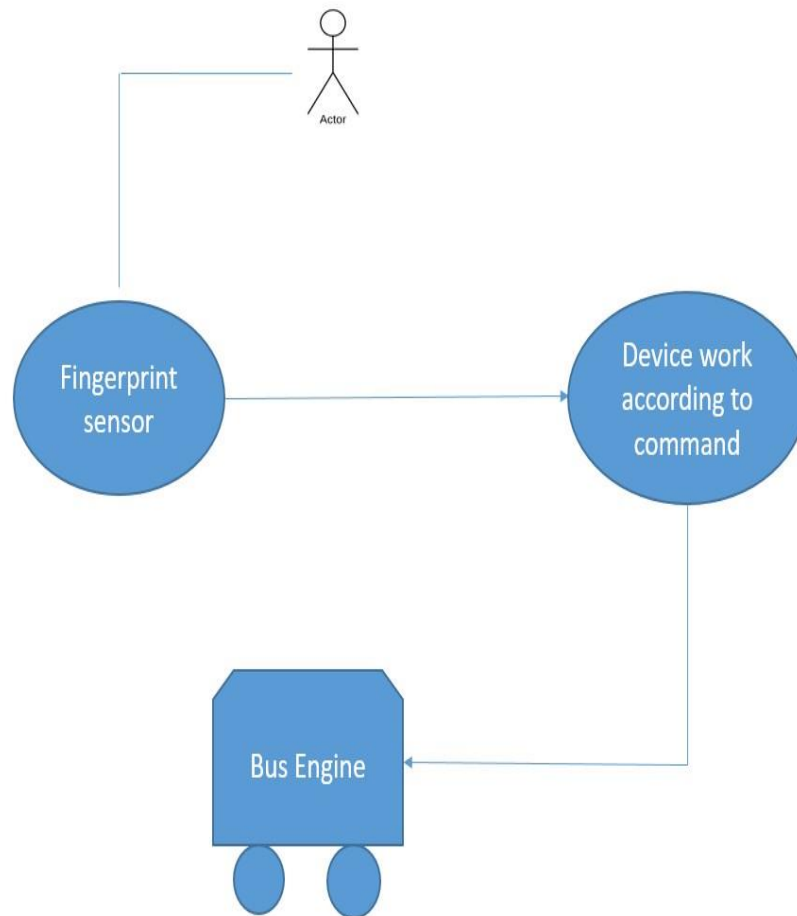 Actor
Fingerprint
sensor
Device work
according to
command
Bus Engine